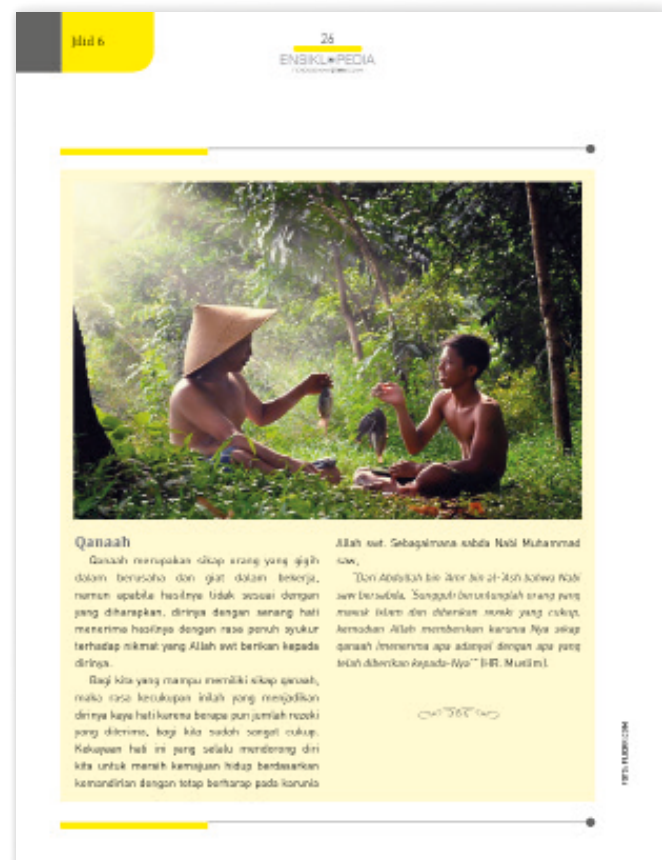 Jilid 6
26
ENSIKLOPEDIA
Qanaah
Qanaah merupakan sikap orang yang gigih
dalam berusaha dan giat dalam bekerja,
namun apabila hasilnya tidak sesuai dengan
yang diharapkan, dirinya dengan senang hati
menerima hasilnya dengan rasa penuh syukur
terhadap nikmat yang Allah swt berikan kepada
dirinya.
Bagi kita yang mampu memiliki sikap qanaah,
maka rasa kecukupan inilah yang menjadikan
dirinya kaya hati karena berapa pun jumlah rezeki
yang diterima, bagi kita sudah sangat cukup.
Kekayaan hati ini yang selalu mendorong diri
kita untuk meraih kemajuan hidup berdasarkan
kemandirian dengan tetap berharap pada karunia
Allah swt. Sebagaimana sabda Nabi Muhammad
saw,
"Dari Abdullah bin 'Amr bin al-'Ash bahwa Nabi
saw bersabda, 'Sungguh beruntunglah orang yang
masuk Islam dan diberikan rezeki yang cukup,
kemudian Allah memberikan karunia Nya sikap
qanaah (menerima apa adanya) dengan apa yang
telah diberikan kepada-Nya'" (HR. Muslim).